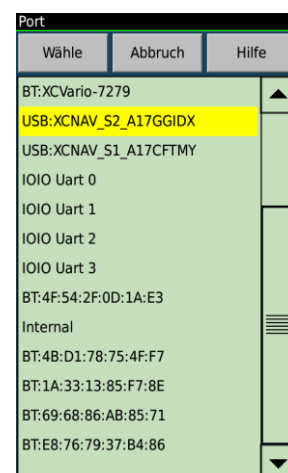 Port
Wähle Abbruch Hilfe
BT:XCVario-7279
USB:XCNAV_S2_A17GGIDX
USB:XCNAV_S1_A17CFTMY
IOIO Uart 0
IOIO Uart 1
IOIO Uart 2
IOIO Uart 3
BT:4F:54:2F:0D:1A:E3
Internal
BT:4B:D1:78:75:4F:F7
BT:1A:33:13:85:F7:8E
BT:69:68:86:AB:85:71
BT:E8:76:79:37:B4:86